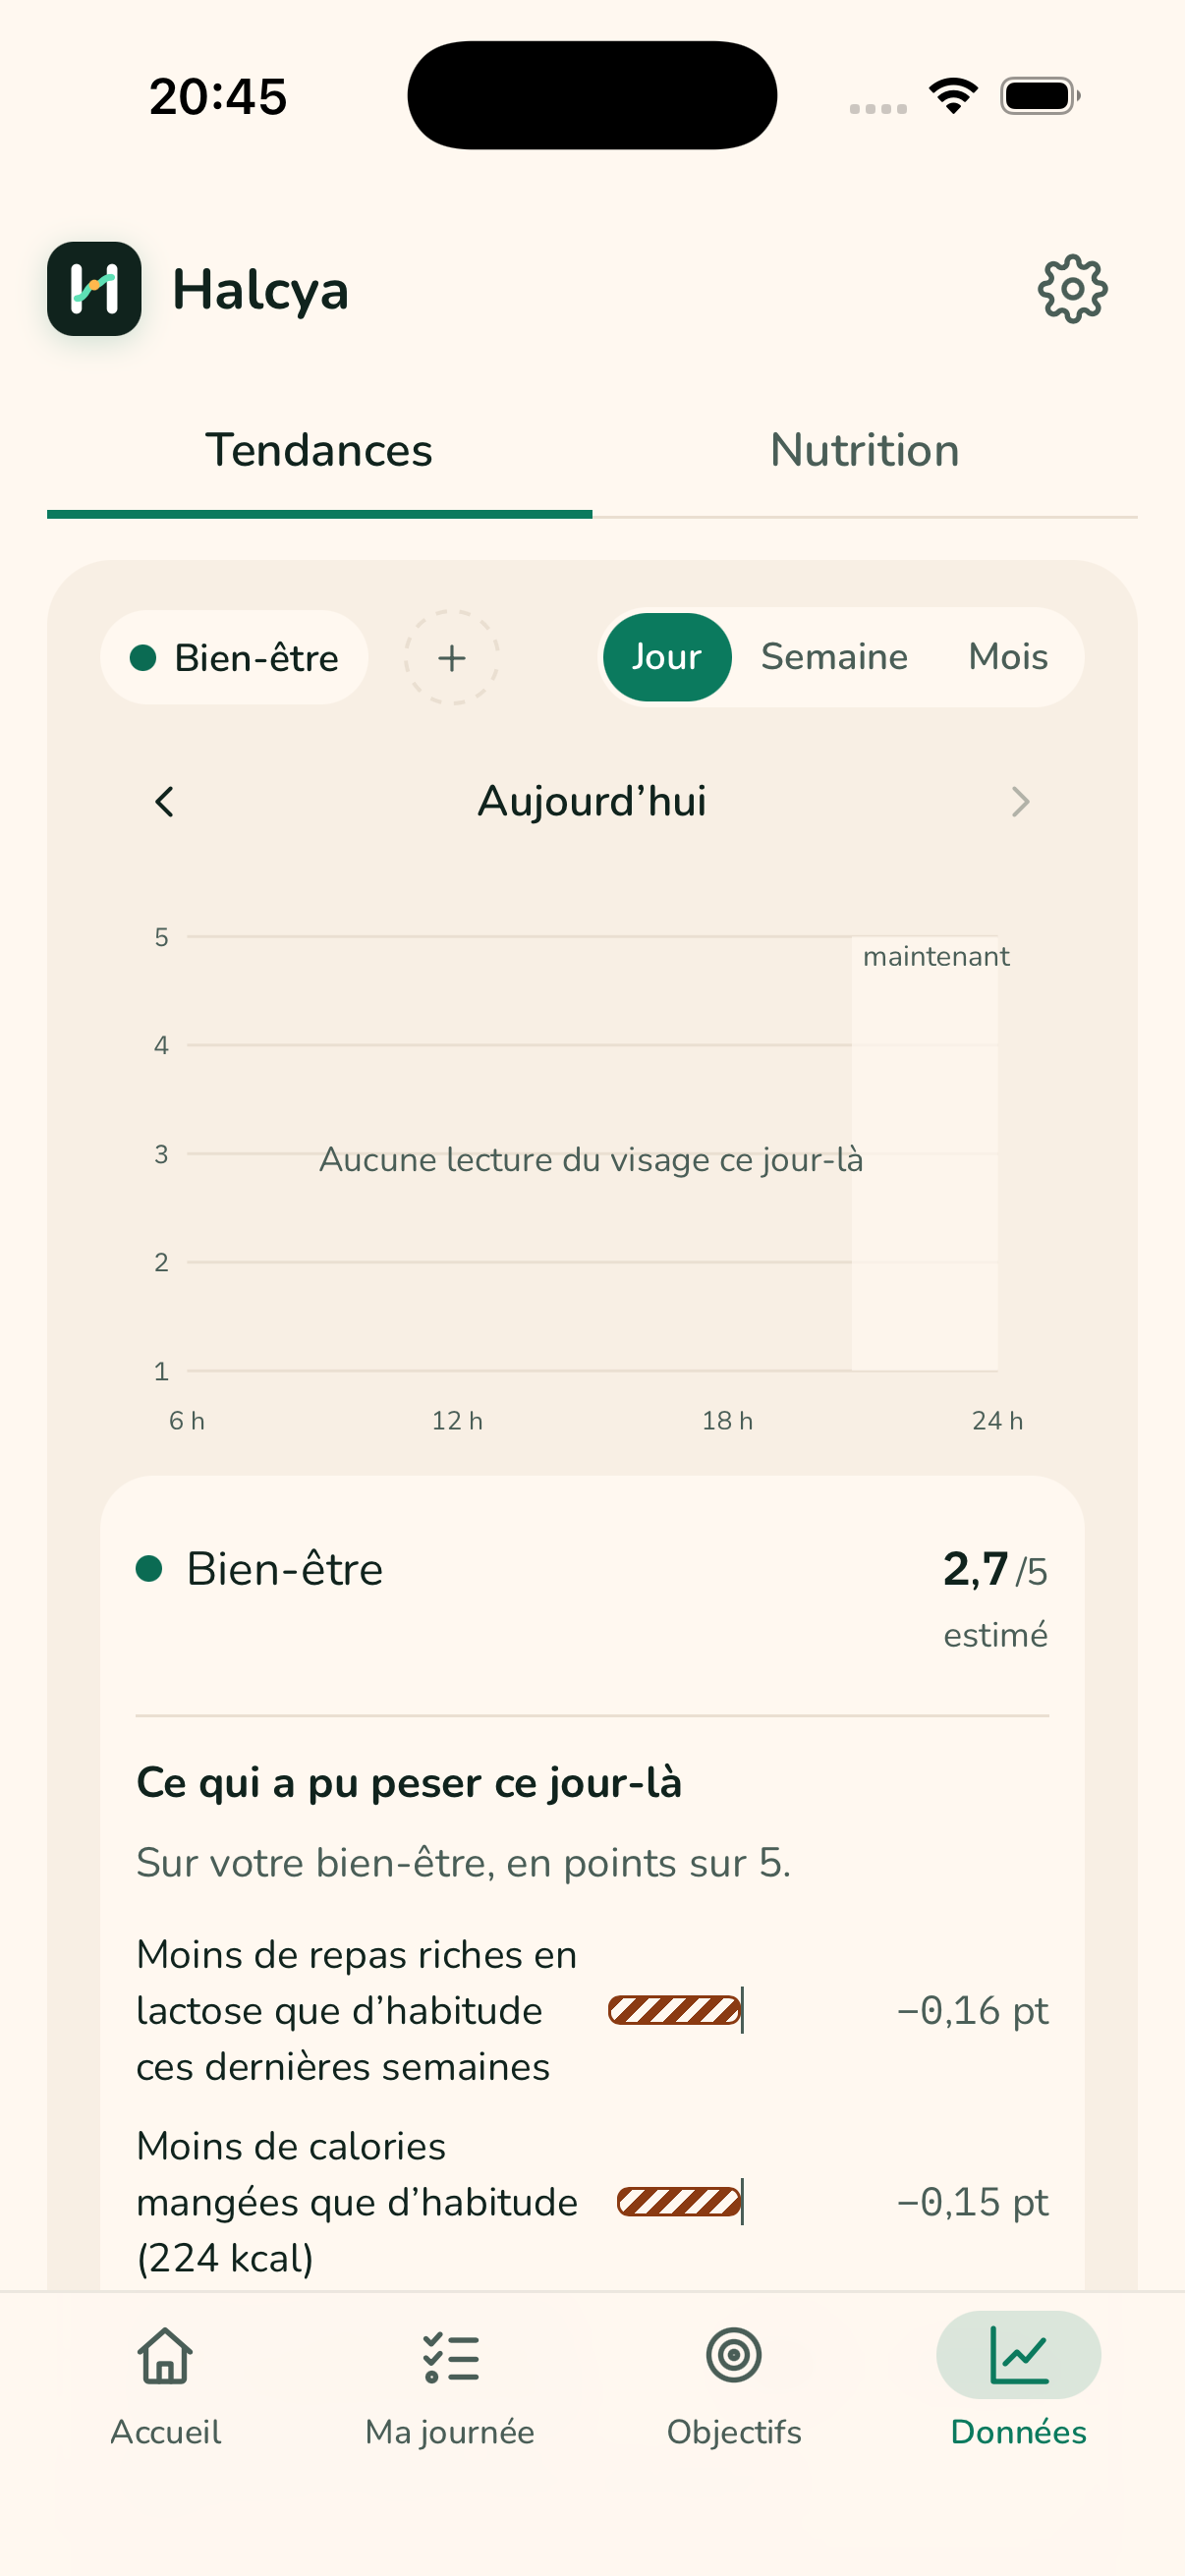 20:45
Halcya
Tendances
Nutrition
Bien-être
+
Jour
Semaine
Mois
Aujourd’hui
5
maintenant
4
3
Aucune lecture du visage ce jour-là
2
1
6 h
12 h
18 h
24 h
Bien-être
2,7 /5
estimé
Ce qui a pu peser ce jour-là
Sur votre bien-être, en points sur 5.
Moins de repas riches en
lactose que d’habitude
ces dernières semaines
−0,16 pt
Moins de calories
mangées que d’habitude
(224 kcal)
−0,15 pt
Accueil
Ma journée
Objectifs
Données